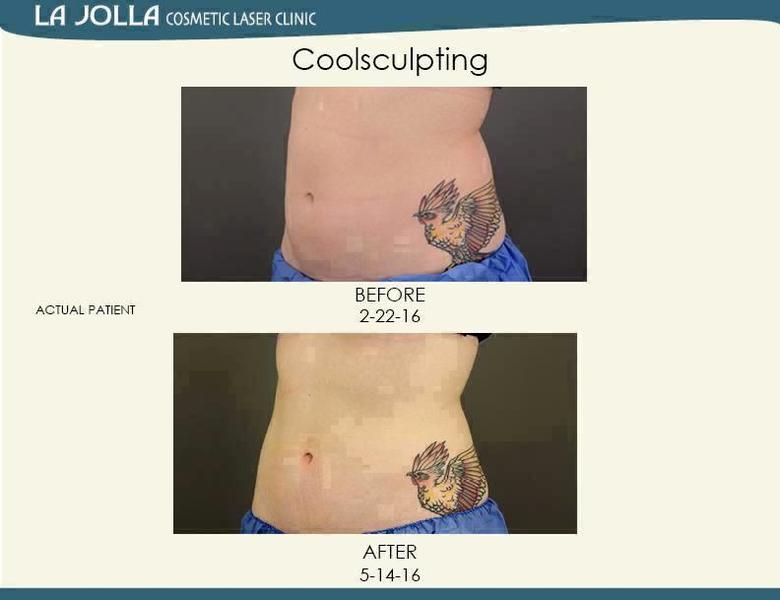 LA JOLLA COSMETIC LASER CLINIC
Coolsculpting
BEFORE
2-22-16
ACTUAL PATIENT
AFTER
5-14-16